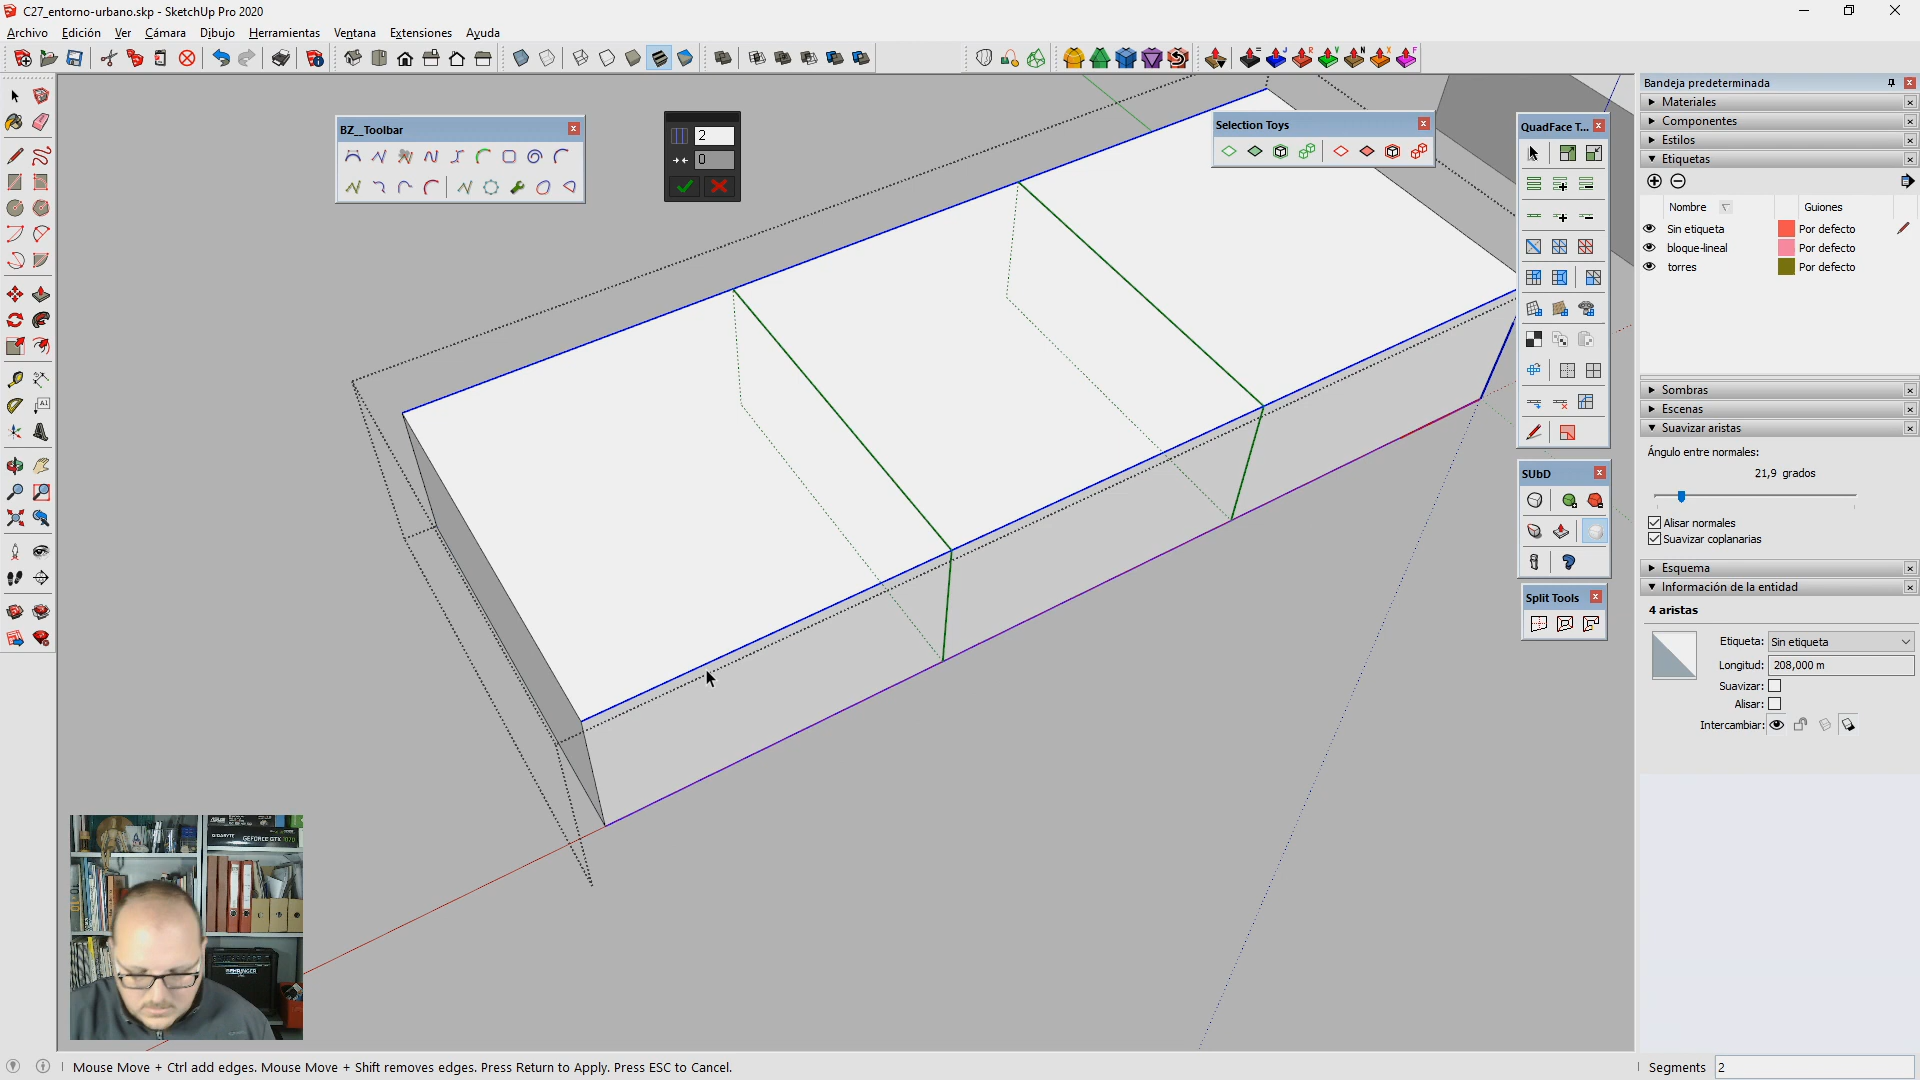 C27_entorno-urbano.skp - SketchUp Pro 2020
Archivo Edición Ver Cámara Dibujo Herramientas Ventana Extensiones Ayuda
BZ__Toolbar
2
0
Selection Toys
QuadFace T...
SUbD
Split Tools
Bandeja predeterminada
Materiales
Componentes
Estilos
Etiquetas
Nombre Guiones
Sin etiqueta Por defecto
bloque-lineal Por defecto
torres Por defecto
Sombras
Escenas
Suavizar aristas
Ángulo entre normales:
21,9 grados
Alisar normales
Suavizar coplanarias
Esquema
Información de la entidad
4 aristas
Etiqueta: Sin etiqueta
Longitud: 208,000 m
Suavizar:
Alisar:
Intercambiar:
GEFORCE GTX
BEHRINGER
Mouse Move + Ctrl add edges. Mouse Move + Shift removes edges. Press Return to Apply. Press ESC to Cancel.
Segments 2